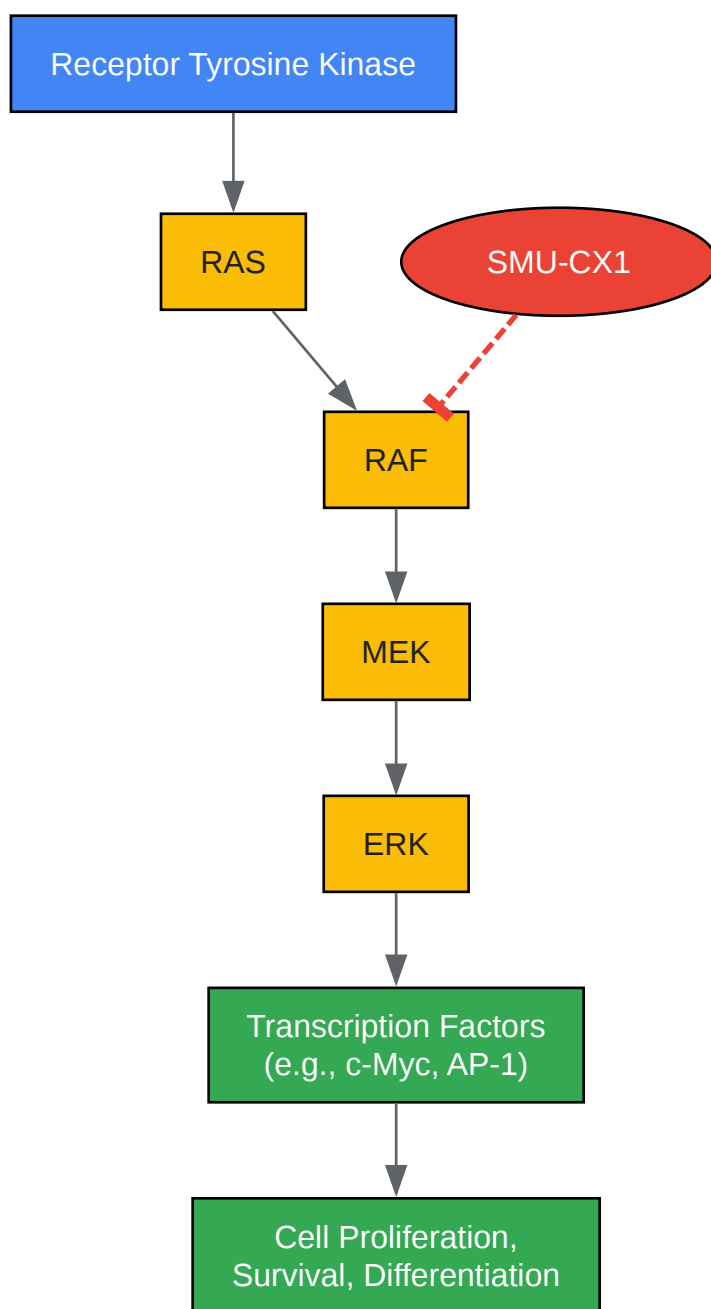 Receptor Tyrosine Kinase
RAS
SMU-CX1
RAF
MEK
ERK
Transcription Factors
(e.g., c-Myc, AP-1)
Cell Proliferation,
Survival, Differentiation